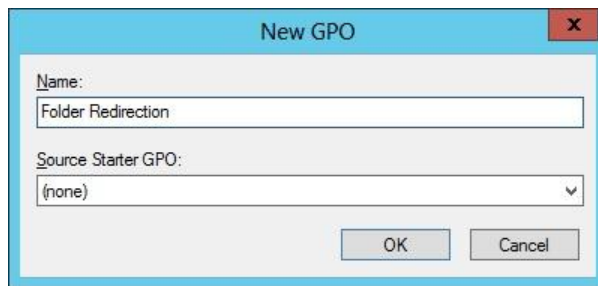 New GPO
x
Name:
Folder Redirection
Source Starter GPO:
(none)
OK Cancel